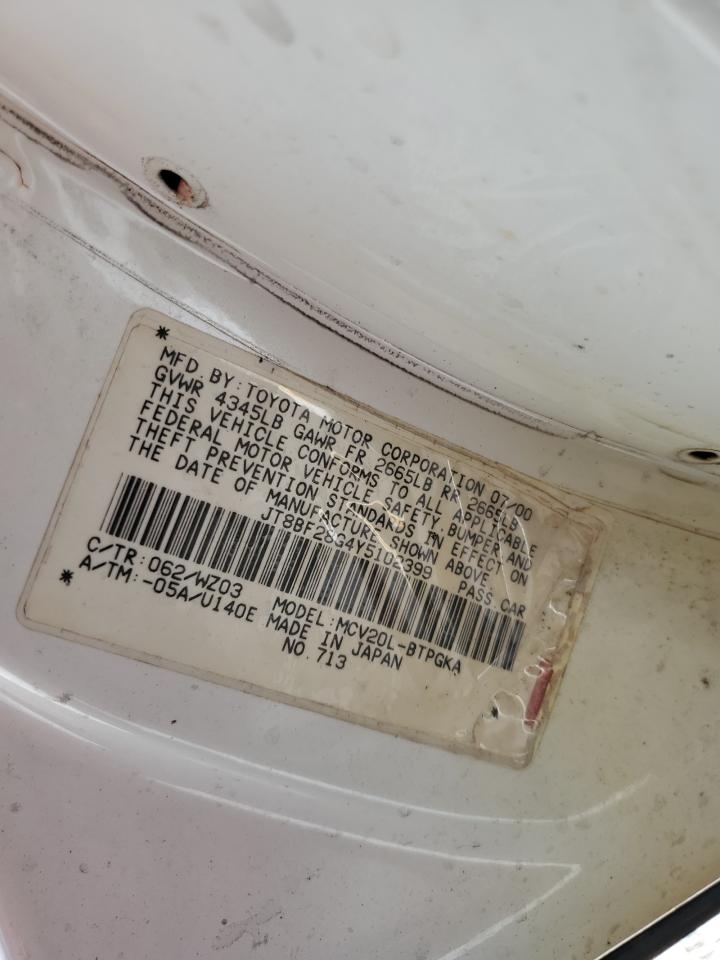 MFD. BY: TOYOTA MOTOR CORPORATION 07/00
GVWR 4345LB GAWR FR 2665LB RR 2665LB
THIS VEHICLE CONFORMS TO ALL APPLICABLE
FEDERAL MOTOR VEHICLE SAFETY, BUMPER AND
THEFT PREVENTION STANDARDS IN EFFECT ON
THE DATE OF MANUFACTURE SHOWN ABOVE.
PASS. CAR
C/TR: 062/WZ03 MODEL: MCV20L-BTPGKA
A/TM: -05A/U140E MADE IN JAPAN
NO. 713